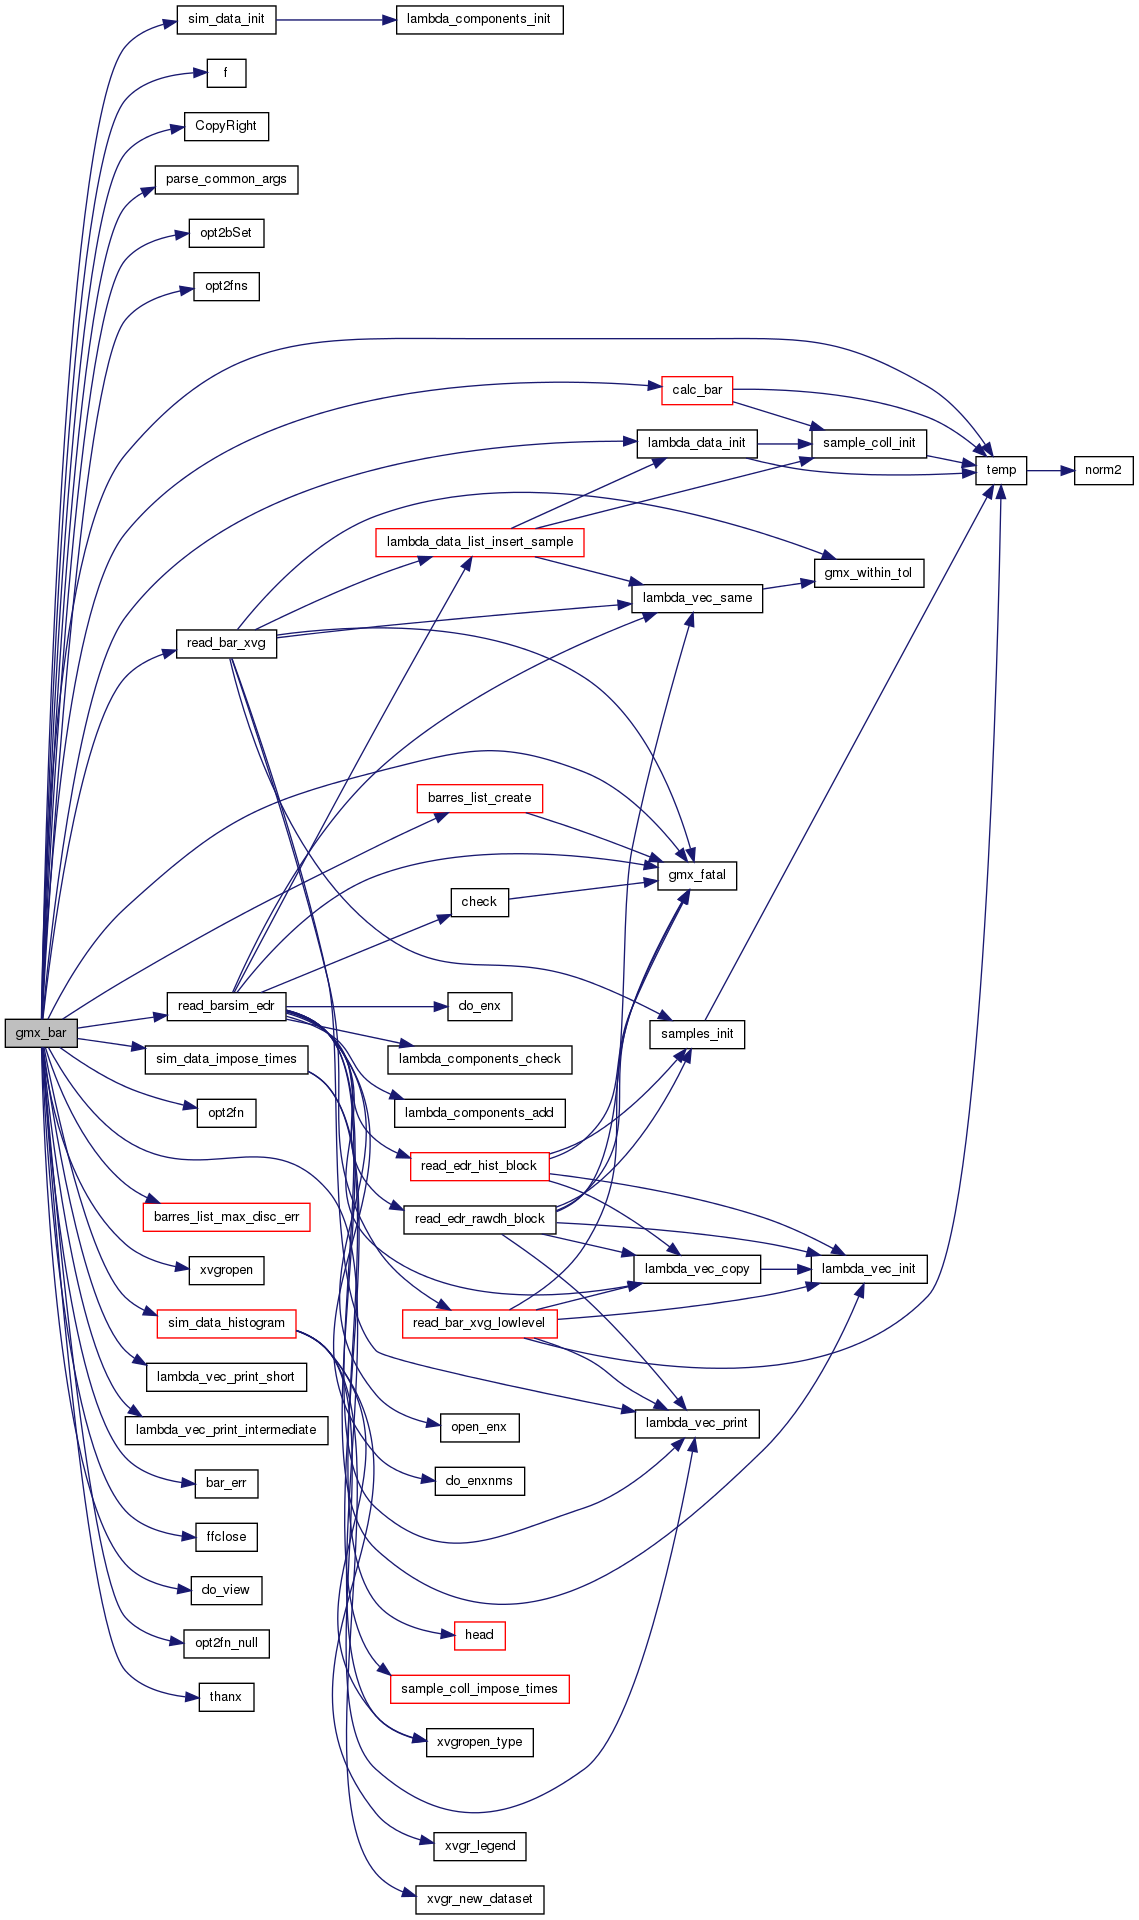 sim_data_init
lambda_components_init
f
CopyRight
parse_common_args
opt2bSet
opt2fns
calc_bar
lambda_data_init
sample_coll_init
temp
norm2
lambda_data_list_insert_sample
gmx_within_tol
lambda_vec_same
read_bar_xvg
barres_list_create
gmx_fatal
check
read_barsim_edr
do_enx
gmx_bar
samples_init
sim_data_impose_times
lambda_components_check
opt2fn
lambda_components_add
read_edr_hist_block
barres_list_max_disc_err
read_edr_rawdh_block
xvgropen
lambda_vec_copy
lambda_vec_init
sim_data_histogram
read_bar_xvg_lowlevel
lambda_vec_print_short
lambda_vec_print_intermediate
open_enx
lambda_vec_print
bar_err
do_enxnms
ffclose
do_view
opt2fn_null
head
thanx
sample_coll_impose_times
xvgropen_type
xvgr_legend
xvgr_new_dataset